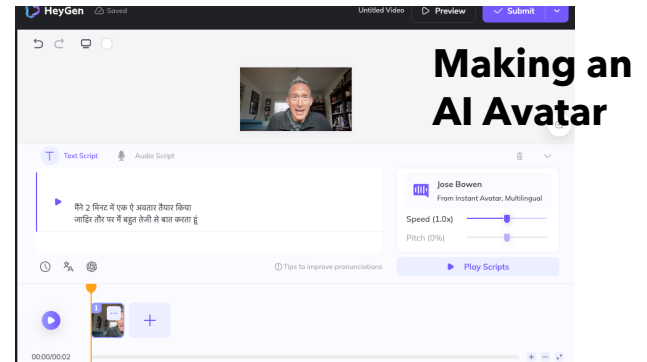 HeyGen
Saved
Untitled Video
Preview
Submit
Making an
AI Avatar
Text Script
Audio Script
मैंने 2 मिनट में एक ऐ अवतार तैयार किया
जाहिर तौर पर मैं बहुत तेजी से बात करता हूं
Jose Bowen
From Instant Avatar, Multilingual
Speed (1.0x)
Pitch (0%)
Tips to improve pronunciations
Play Scripts
1
00:00/00:02